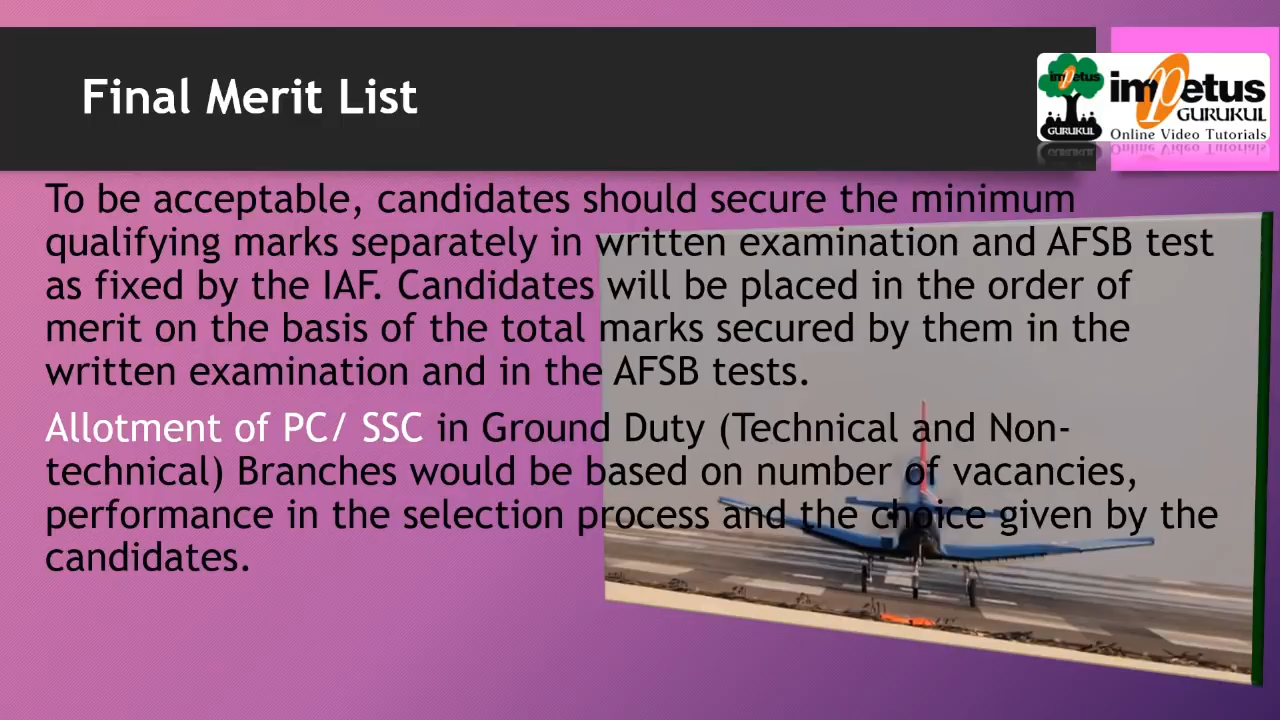 Final Merit List
impetus
GURUKUL
impetus
GURUKUL
Online Video Tutorials
To be acceptable, candidates should secure the minimum
qualifying marks separately in written examination and AFSB test
as fixed by the IAF. Candidates will be placed in the order of
merit on the basis of the total marks secured by them in the
written examination and in the AFSB tests.
Allotment of PC/ SSC in Ground Duty (Technical and Non-
technical) Branches would be based on number of vacancies,
performance in the selection process and the choice given by the
candidates.